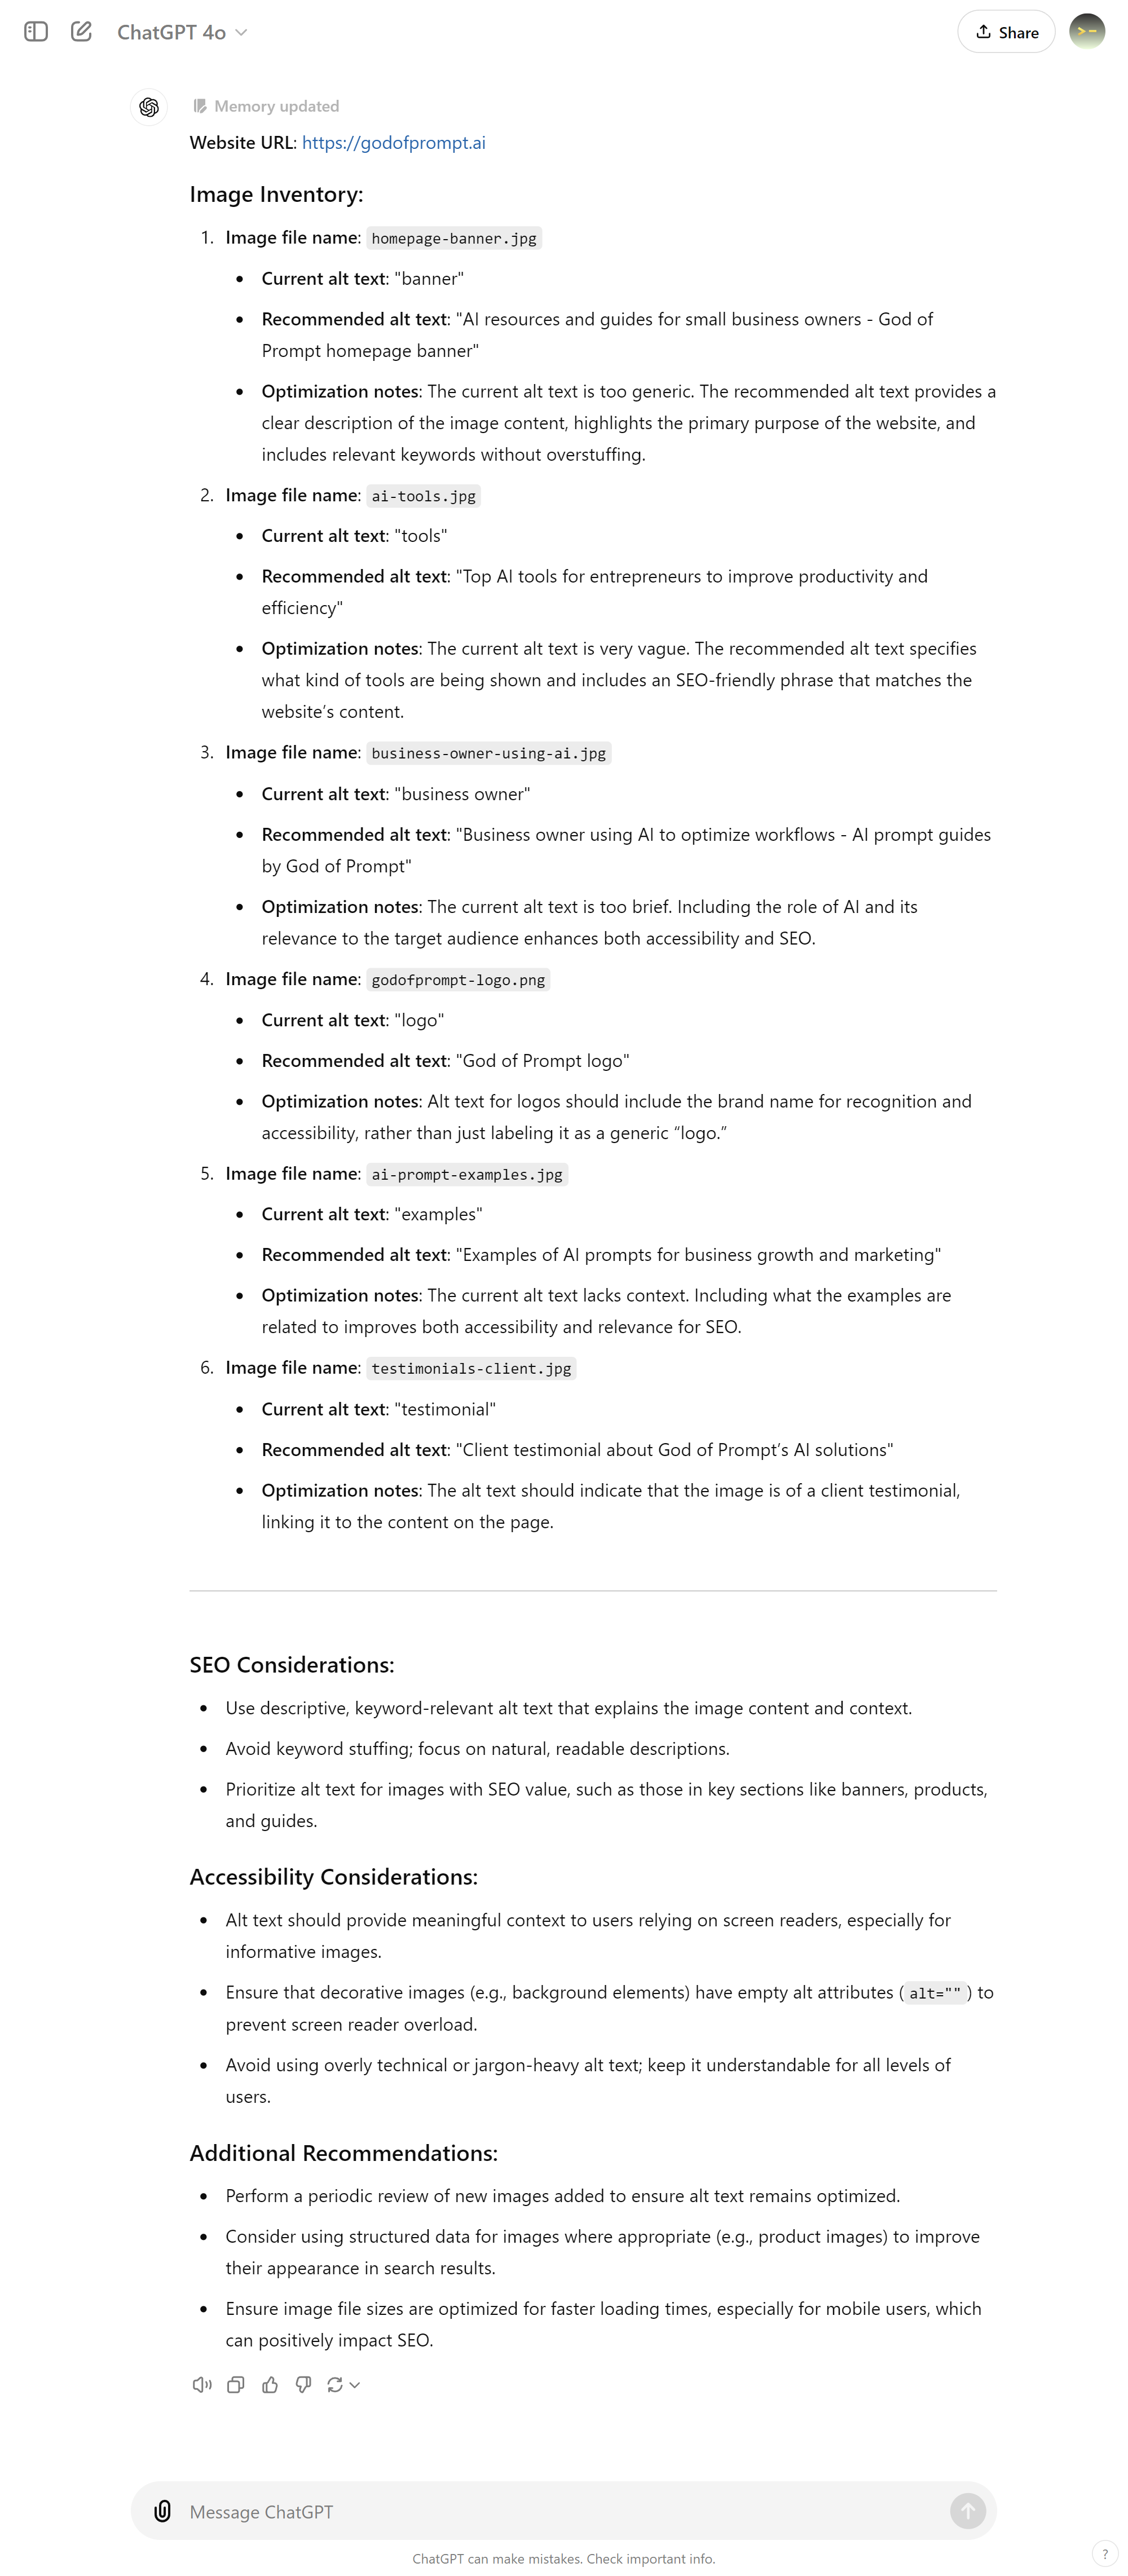 ChatGPT 4o
Share
Memory updated
Website URL: https://godofprompt.ai
Image Inventory:
1. Image file name: homepage-banner.jpg
• Current alt text: "banner"
• Recommended alt text: "AI resources and guides for small business owners - God of
Prompt homepage banner"
• Optimization notes: The current alt text is too generic. The recommended alt text provides a
clear description of the image content, highlights the primary purpose of the website, and
includes relevant keywords without overstuffing.
2. Image file name: ai-tools.jpg
• Current alt text: "tools"
• Recommended alt text: "Top AI tools for entrepreneurs to improve productivity and
efficiency"
• Optimization notes: The current alt text is very vague. The recommended alt text specifies
what kind of tools are being shown and includes an SEO-friendly phrase that matches the
website’s content.
3. Image file name: business-owner-using-ai.jpg
• Current alt text: "business owner"
• Recommended alt text: "Business owner using AI to optimize workflows - AI prompt guides
by God of Prompt"
• Optimization notes: The current alt text is too brief. Including the role of AI and its
relevance to the target audience enhances both accessibility and SEO.
4. Image file name: godofprompt-logo.png
• Current alt text: "logo"
• Recommended alt text: "God of Prompt logo"
• Optimization notes: Alt text for logos should include the brand name for recognition and
accessibility, rather than just labeling it as a generic “logo.”
5. Image file name: ai-prompt-examples.jpg
• Current alt text: "examples"
• Recommended alt text: "Examples of AI prompts for business growth and marketing"
• Optimization notes: The current alt text lacks context. Including what the examples are
related to improves both accessibility and relevance for SEO.
6. Image file name: testimonials-client.jpg
• Current alt text: "testimonial"
• Recommended alt text: "Client testimonial about God of Prompt’s AI solutions"
• Optimization notes: The alt text should indicate that the image is of a client testimonial,
linking it to the content on the page.
SEO Considerations:
• Use descriptive, keyword-relevant alt text that explains the image content and context.
• Avoid keyword stuffing; focus on natural, readable descriptions.
• Prioritize alt text for images with SEO value, such as those in key sections like banners, products,
and guides.
Accessibility Considerations:
• Alt text should provide meaningful context to users relying on screen readers, especially for
informative images.
• Ensure that decorative images (e.g., background elements) have empty alt attributes (alt="") to
prevent screen reader overload.
• Avoid using overly technical or jargon-heavy alt text; keep it understandable for all levels of
users.
Additional Recommendations:
• Perform a periodic review of new images added to ensure alt text remains optimized.
• Consider using structured data for images where appropriate (e.g., product images) to improve
their appearance in search results.
• Ensure image file sizes are optimized for faster loading times, especially for mobile users, which
can positively impact SEO.
Message ChatGPT
ChatGPT can make mistakes. Check important info.
?